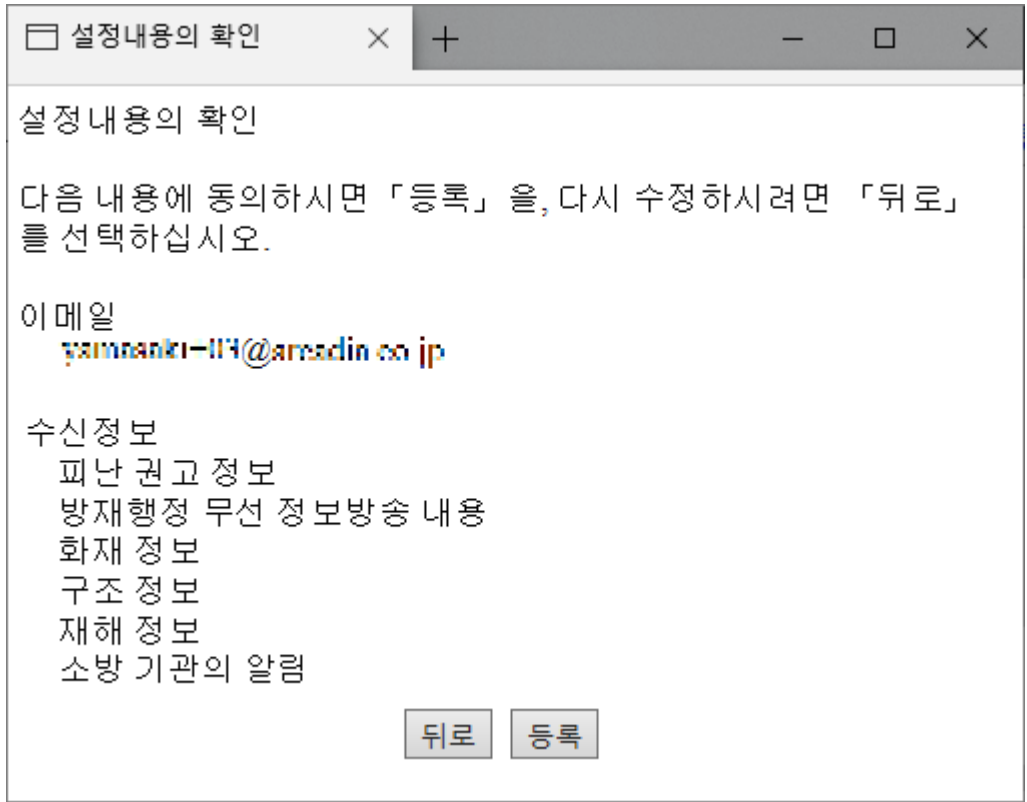 설정내용의 확인
설정내용의 확인
다음 내용에 동의하시면「등록」을, 다시 수정하시려면 「뒤로」
를 선택하십시오.
이메일
수신정보
피난 권고 정보
방재행정 무선 정보방송 내용
화재 정보
구조 정보
재해 정보
소방 기관의 알림
뒤로 등록